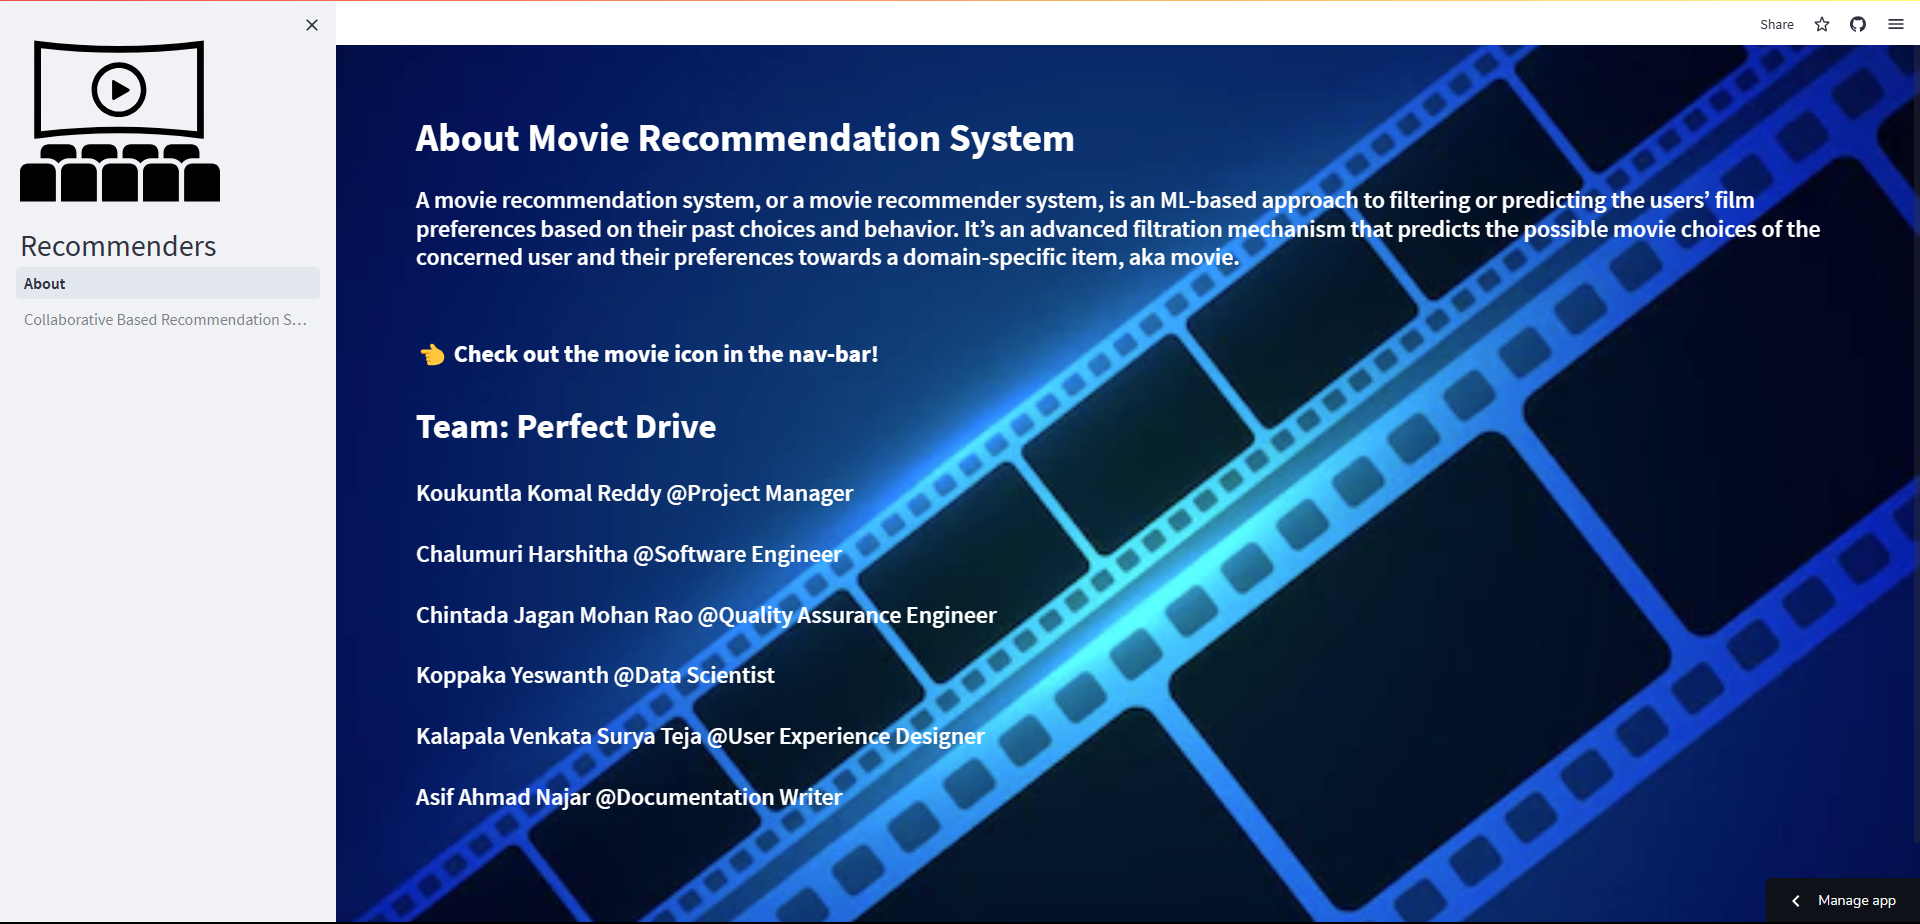 Share
Recommenders
About
Collaborative Based Recommendation S...
About Movie Recommendation System
A movie recommendation system, or a movie recommender system, is an ML-based approach to filtering or predicting the users’ film
preferences based on their past choices and behavior. It’s an advanced filtration mechanism that predicts the possible movie choices of the
concerned user and their preferences towards a domain-specific item, aka movie.
👈 Check out the movie icon in the nav-bar!
Team: Perfect Drive
Koukuntla Komal Reddy @Project Manager
Chalumuri Harshitha @Software Engineer
Chintada Jagan Mohan Rao @Quality Assurance Engineer
Koppaka Yeswanth @Data Scientist
Kalapala Venkata Surya Teja @User Experience Designer
Asif Ahmad Najar @Documentation Writer
Manage app